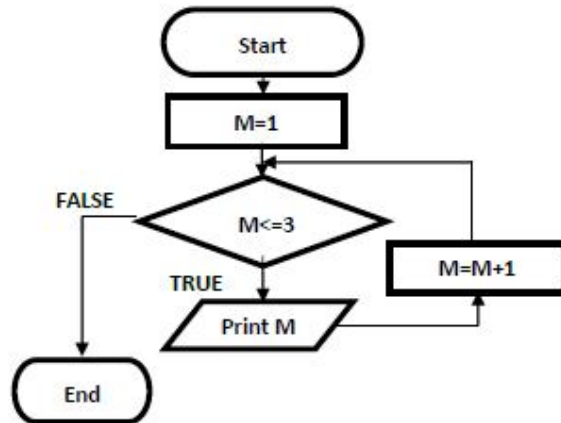 Start
M=1
FALSE
M<=3
M=M+1
TRUE
Print M
End